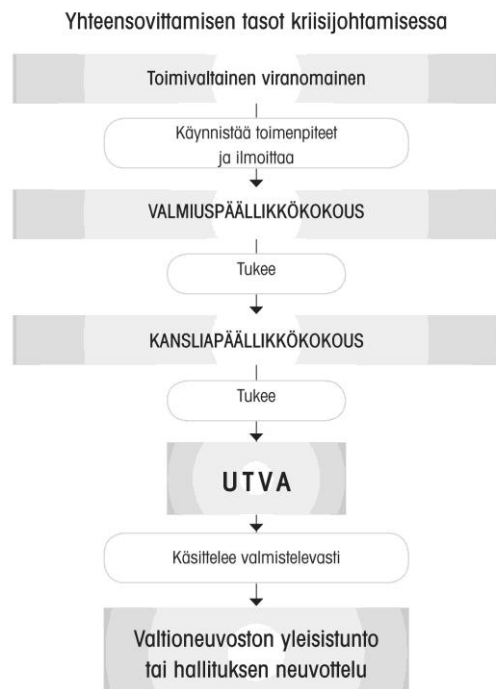 Yhteensovittamisen tasot kriisijohtamisessa
Toimivaltainen viranomainen
Käynnistää toimenpiteet
ja ilmoittaa
VALMIUSPÄÄLLIKKÖKOKOUS
Tukee
KANSLIAPÄÄLLIKKÖKOKOUS
Tukee
UTVA
Käsittelee valmistelevasti
Valtioneuvoston yleisistunto
tai hallituksen neuvottelu